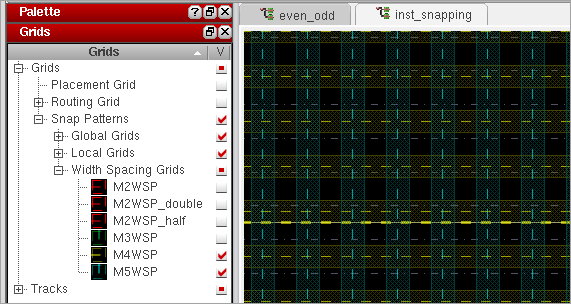 Palette
Grids
Grids V
Grids
Placement Grid
Routing Grid
Snap Patterns
Global Grids
Local Grids
Width Spacing Grids
M2WSP
M2WSP_double
M2WSP_half
M3WSP
M4WSP
M5WSP
Tracks
even_odd
inst_snapping